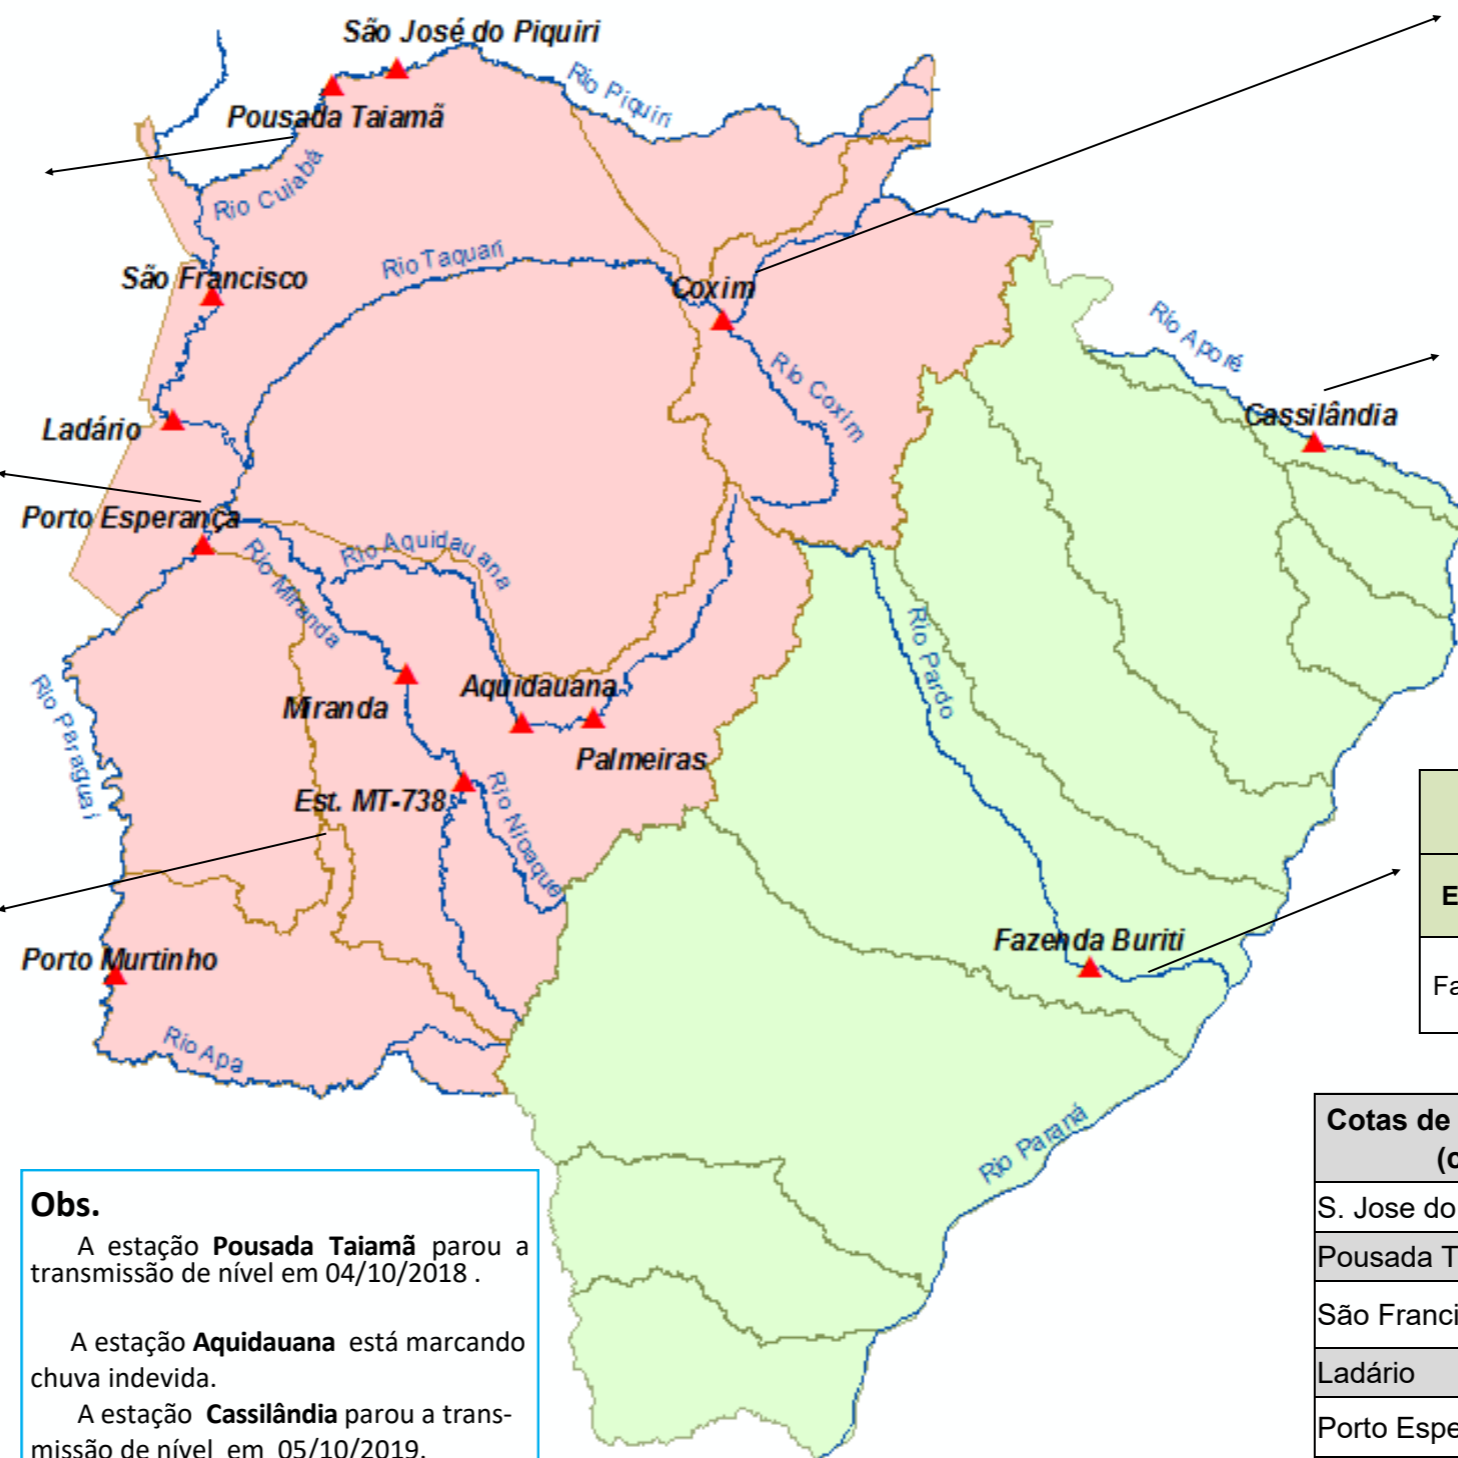 São José do Piquiri
Rio Piquiri
Pousada Taiamã
Rio Cuiabá
Rio Taquari
São Francisco
Coxim
Rio Aporé
Rio Coxim
Cassilândia
Ladário
Porto Esperança
Rio Aquidauana
Rio Miranda
Rio Pardo
Aquidauana
Miranda
Rio Paraguai
Palmeiras
Est. MT-738
Rio Nioaque
E
Fazenda Buriti
Porto Murtinho
Fa
Rio Apa
Rio Paraná
Cotas de
(c
S. Jose do
Pousada T
São Franci
Ladário
Porto Espe
Obs.
A estação Pousada Taiamã parou a
transmissão de nível em 04/10/2018 .
A estação Aquidauana está marcando
chuva indevida.
A estação Cassilândia parou a trans-
missão de nível em 05/10/2019.